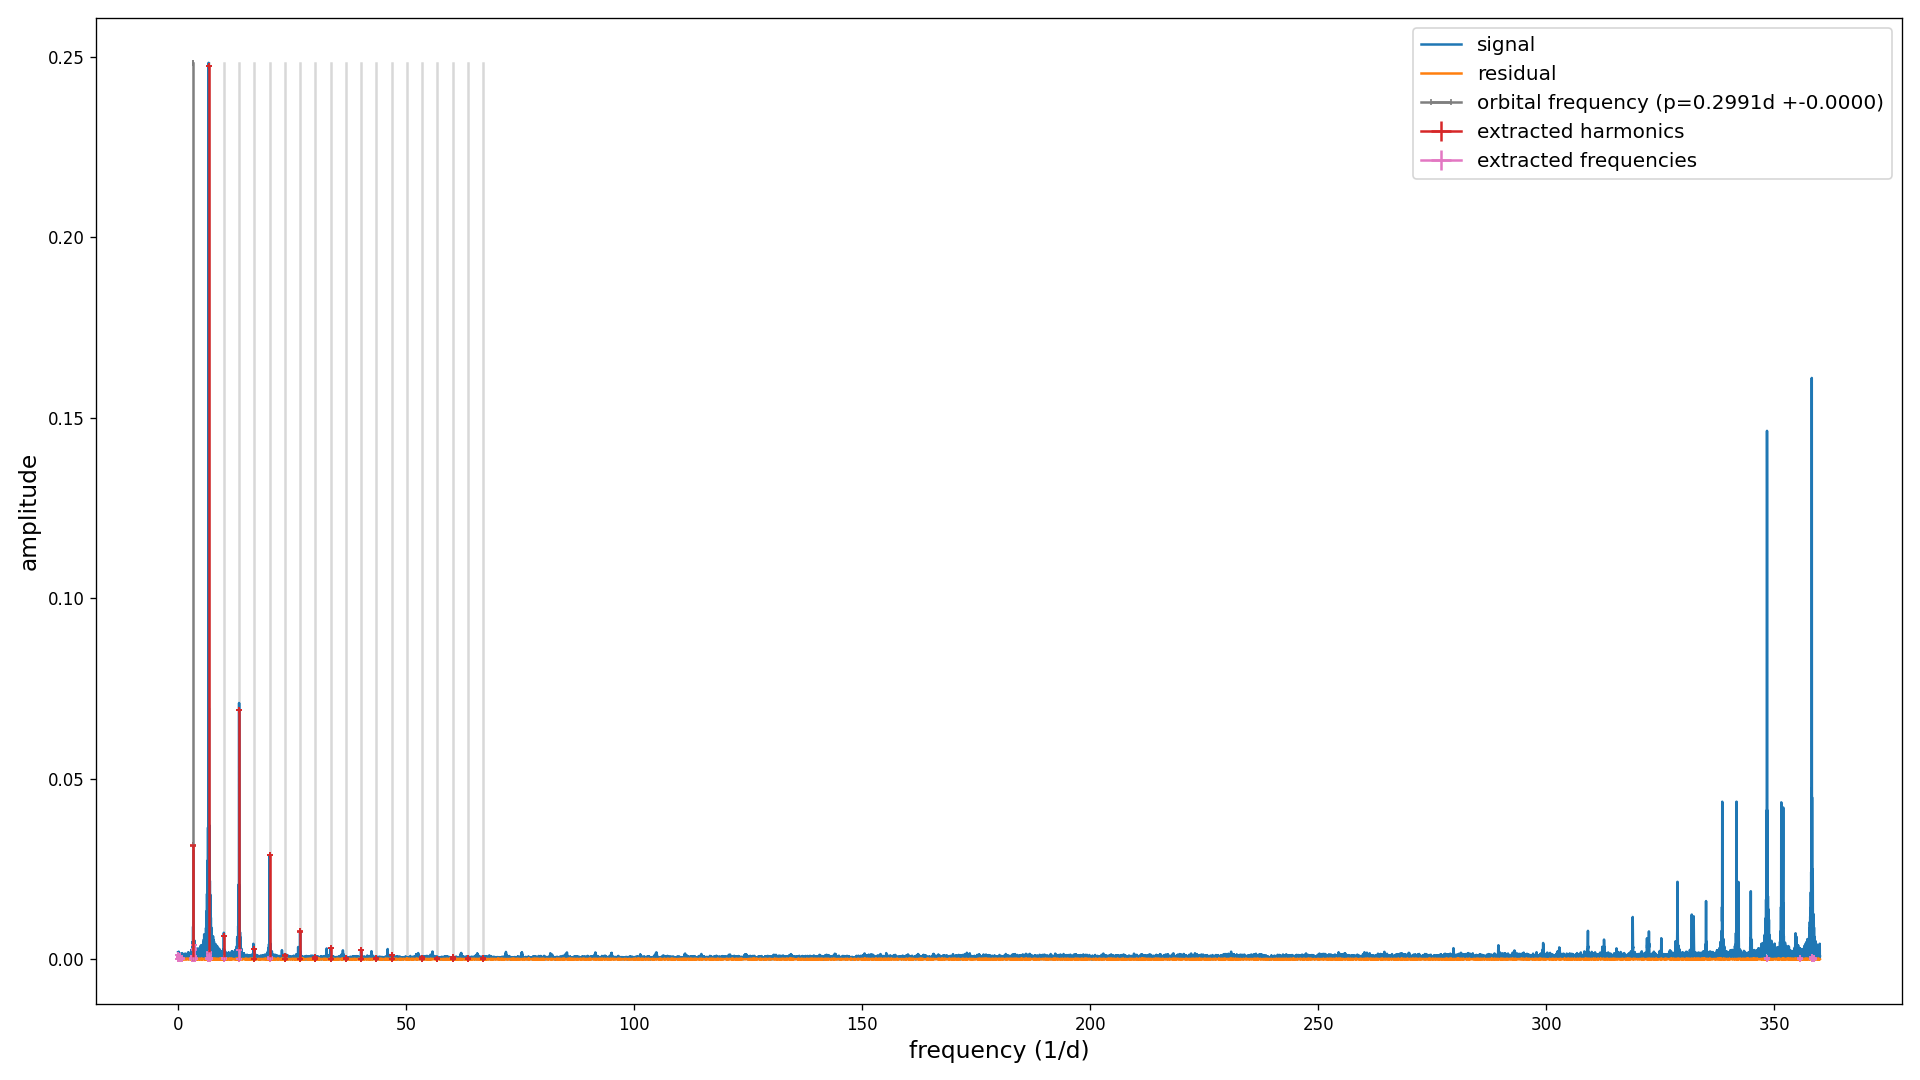 signal
residual
orbital frequency (p=0.2991d +-0.0000)
extracted harmonics
extracted frequencies
0.25
0.20
0.15
0.10
0.05
0.00
amplitude
0 50 100 150 200 250 300 350
frequency (1/d)